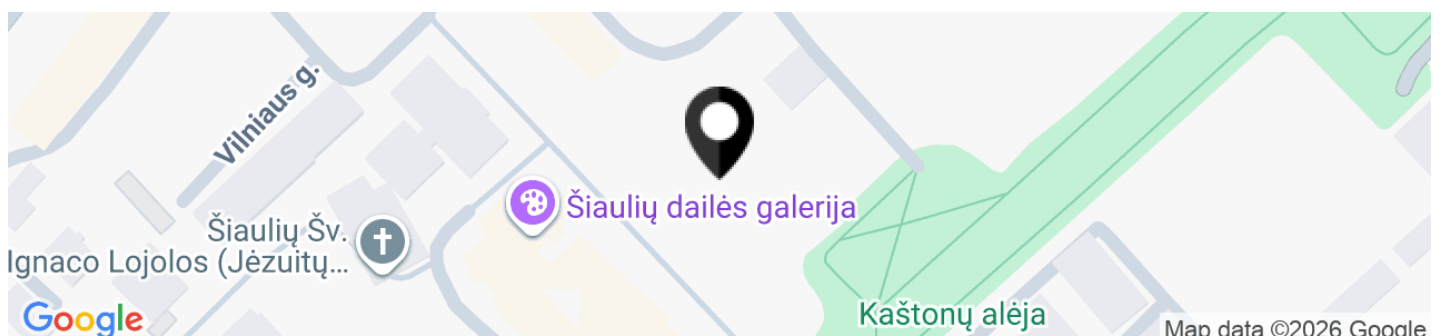 Vilniaus g.
Šiaulių dailės galerija
Šiaulių Šv.
Ignaco Lojolos (Jėzuitų...
Kaštonų alėja
Google
Map data ©2026 Google